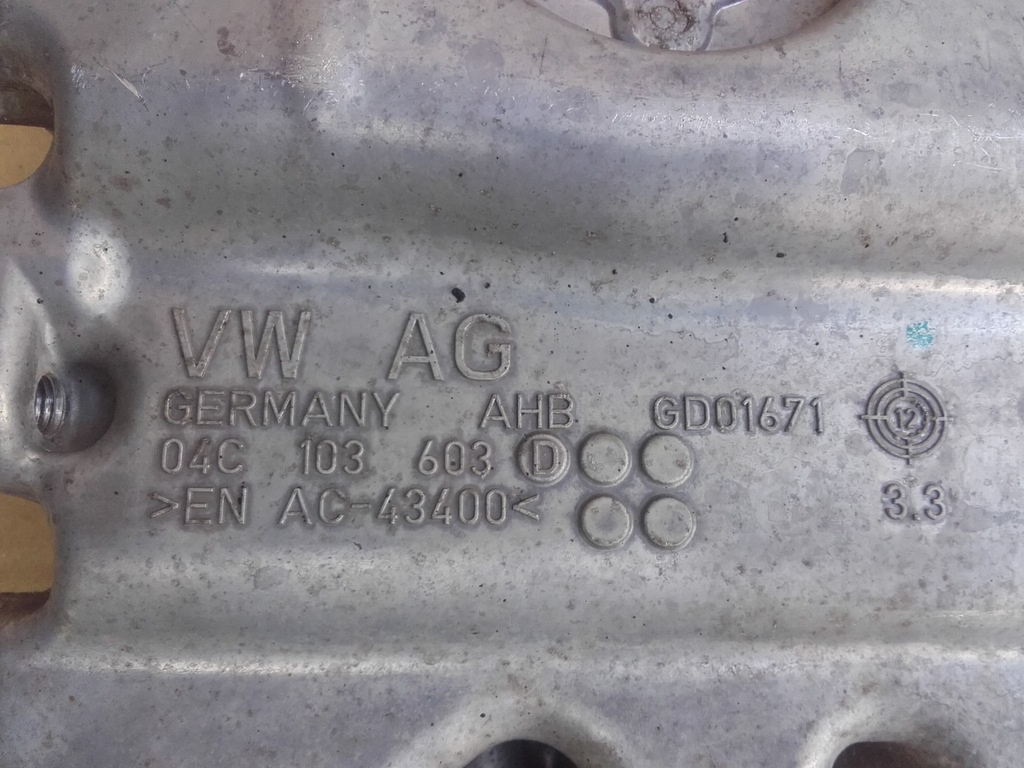 VW AG
GERMANY AHB GD01671
12
04C 103 603 D
>EN AC-43400<
3.3